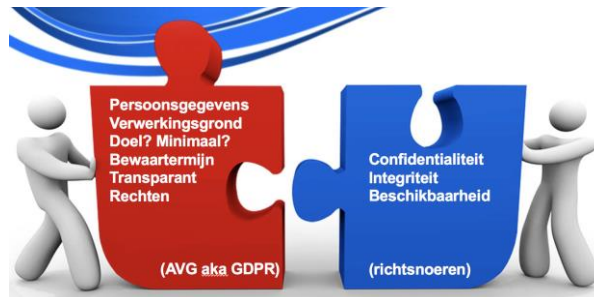 Persoonsgegevens
Verwerkingsgrond
Doel? Minimaal?
Bewaartermijn
Transparant
Rechten
(AVG aka GDPR)
Confidentialiteit
Integriteit
Beschikbaarheid
(richtsnoeren)